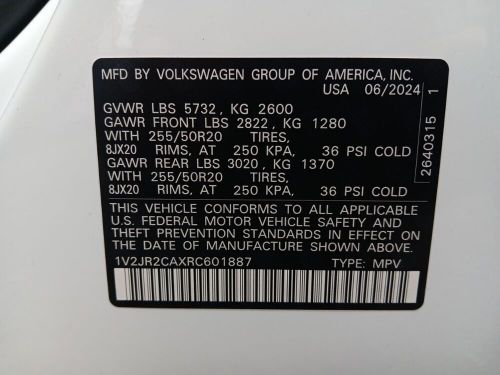 MFD BY VOLKSWAGEN GROUP OF AMERICA, INC.
USA 06/2024
GVWR LBS 5732, KG 2600
GAWR FRONT LBS 2822, KG 1280
WITH 255/50R20 TIRES,
8JX20 RIMS, AT 250 KPA, 36 PSI COLD
GAWR REAR LBS 3020, KG 1370
WITH 255/50R20 TIRES,
8JX20 RIMS, AT 250 KPA, 36 PSI COLD
THIS VEHICLE CONFORMS TO ALL APPLICABLE
U.S. FEDERAL MOTOR VEHICLE SAFETY AND
THEFT PREVENTION STANDARDS IN EFFECT ON
THE DATE OF MANUFACTURE SHOWN ABOVE.
1V2JR2CAXRC601887 TYPE: MPV
2640315 1